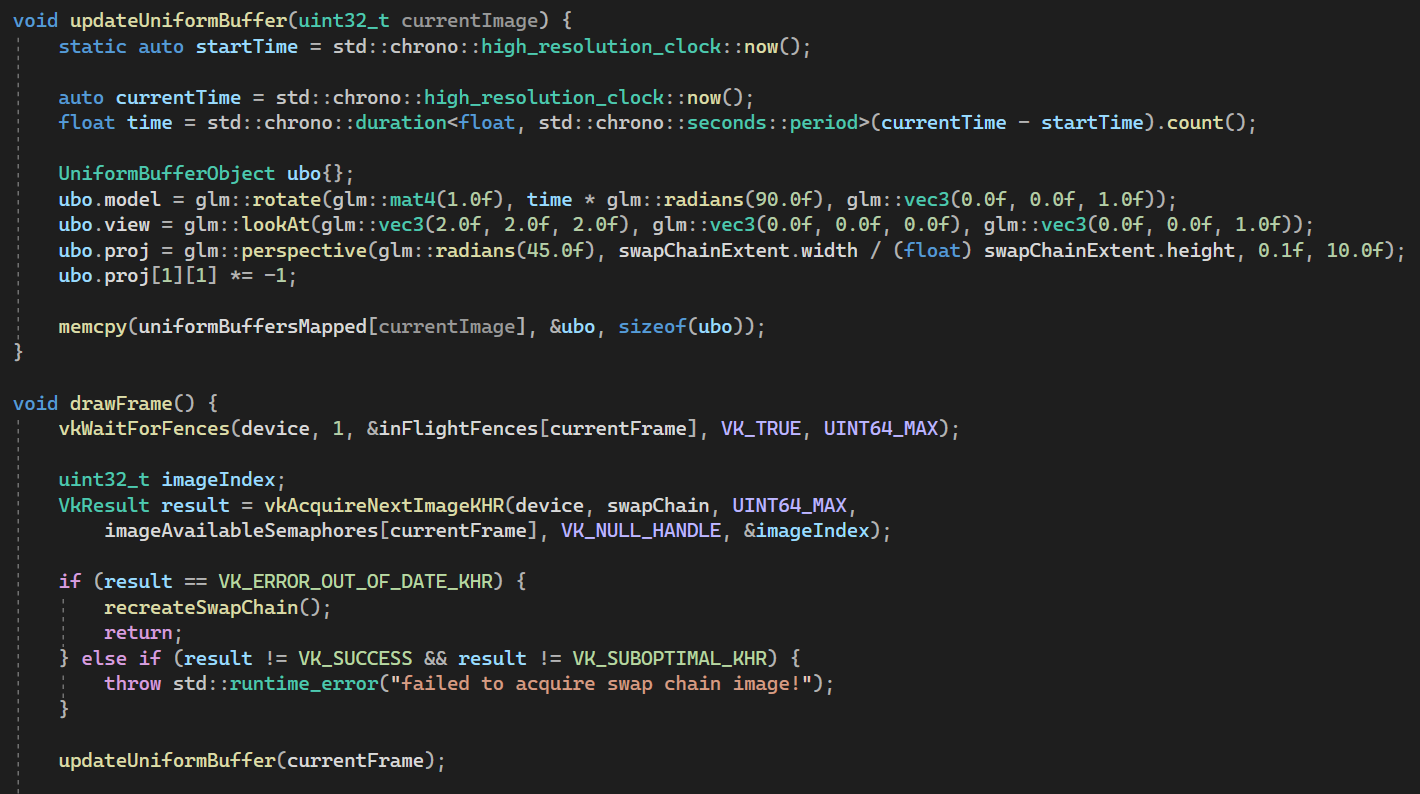 void updateUniformBuffer(uint32_t currentImage) {
    static auto startTime = std::chrono::high_resolution_clock::now();

    auto currentTime = std::chrono::high_resolution_clock::now();
    float time = std::chrono::duration<float, std::chrono::seconds::period>(currentTime - startTime).count();

    UniformBufferObject ubo{};
    ubo.model = glm::rotate(glm::mat4(1.0f), time * glm::radians(90.0f), glm::vec3(0.0f, 0.0f, 1.0f));
    ubo.view = glm::lookAt(glm::vec3(2.0f, 2.0f, 2.0f), glm::vec3(0.0f, 0.0f, 0.0f), glm::vec3(0.0f, 0.0f, 1.0f));
    ubo.proj = glm::perspective(glm::radians(45.0f), swapChainExtent.width / (float) swapChainExtent.height, 0.1f, 10.0f);
    ubo.proj[1][1] *= -1;

    memcpy(uniformBuffersMapped[currentImage], &ubo, sizeof(ubo));
}

void drawFrame() {
    vkWaitForFences(device, 1, &inFlightFences[currentFrame], VK_TRUE, UINT64_MAX);

    uint32_t imageIndex;
    VkResult result = vkAcquireNextImageKHR(device, swapChain, UINT64_MAX,
        imageAvailableSemaphores[currentFrame], VK_NULL_HANDLE, &imageIndex);

    if (result == VK_ERROR_OUT_OF_DATE_KHR) {
        recreateSwapChain();
        return;
    } else if (result != VK_SUCCESS && result != VK_SUBOPTIMAL_KHR) {
        throw std::runtime_error("failed to acquire swap chain image!");
    }

    updateUniformBuffer(currentFrame);